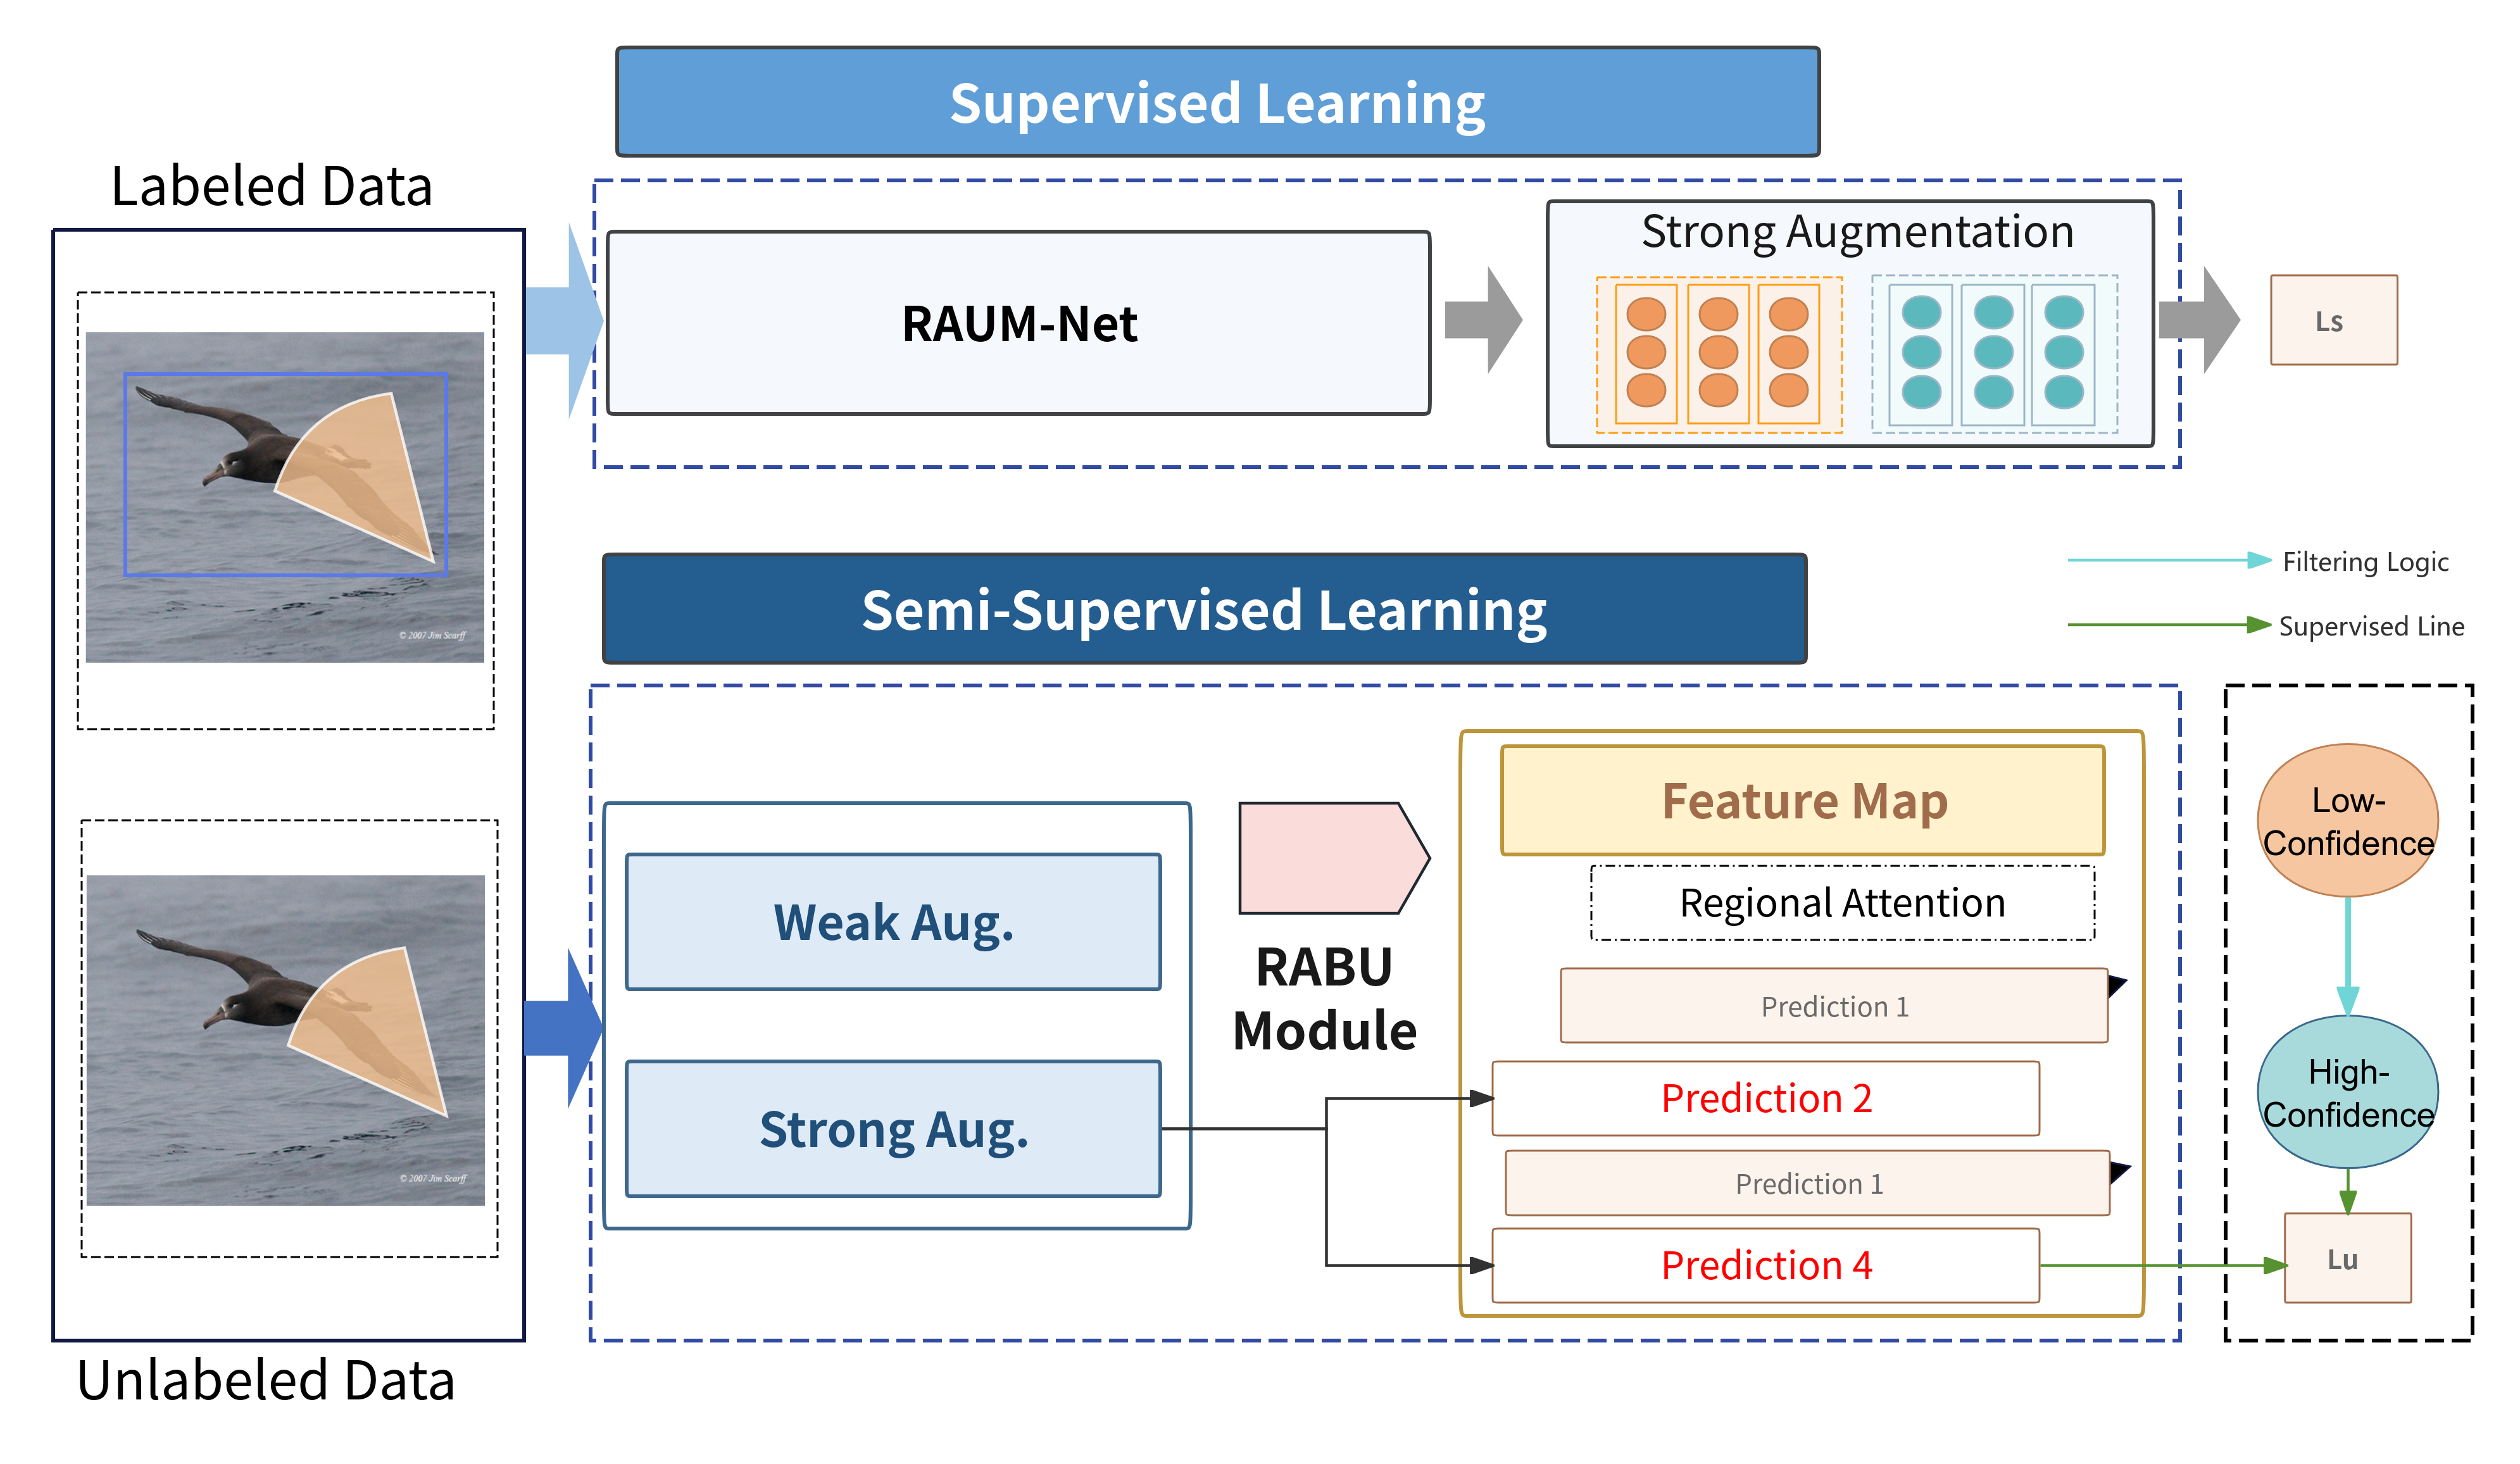 Supervised Learning
Labeled Data
RAUM-Net
Strong Augmentation
Ls
© 2007 Jim Scarff
Semi-Supervised Learning
Filtering Logic
Supervised Line
Weak Aug.
Strong Aug.
RABU
Module
Feature Map
Regional Attention
Prediction 1
Prediction 2
Prediction 1
Prediction 4
Low-
Confidence
High-
Confidence
Lu
© 2007 Jim Scarff
Unlabeled Data